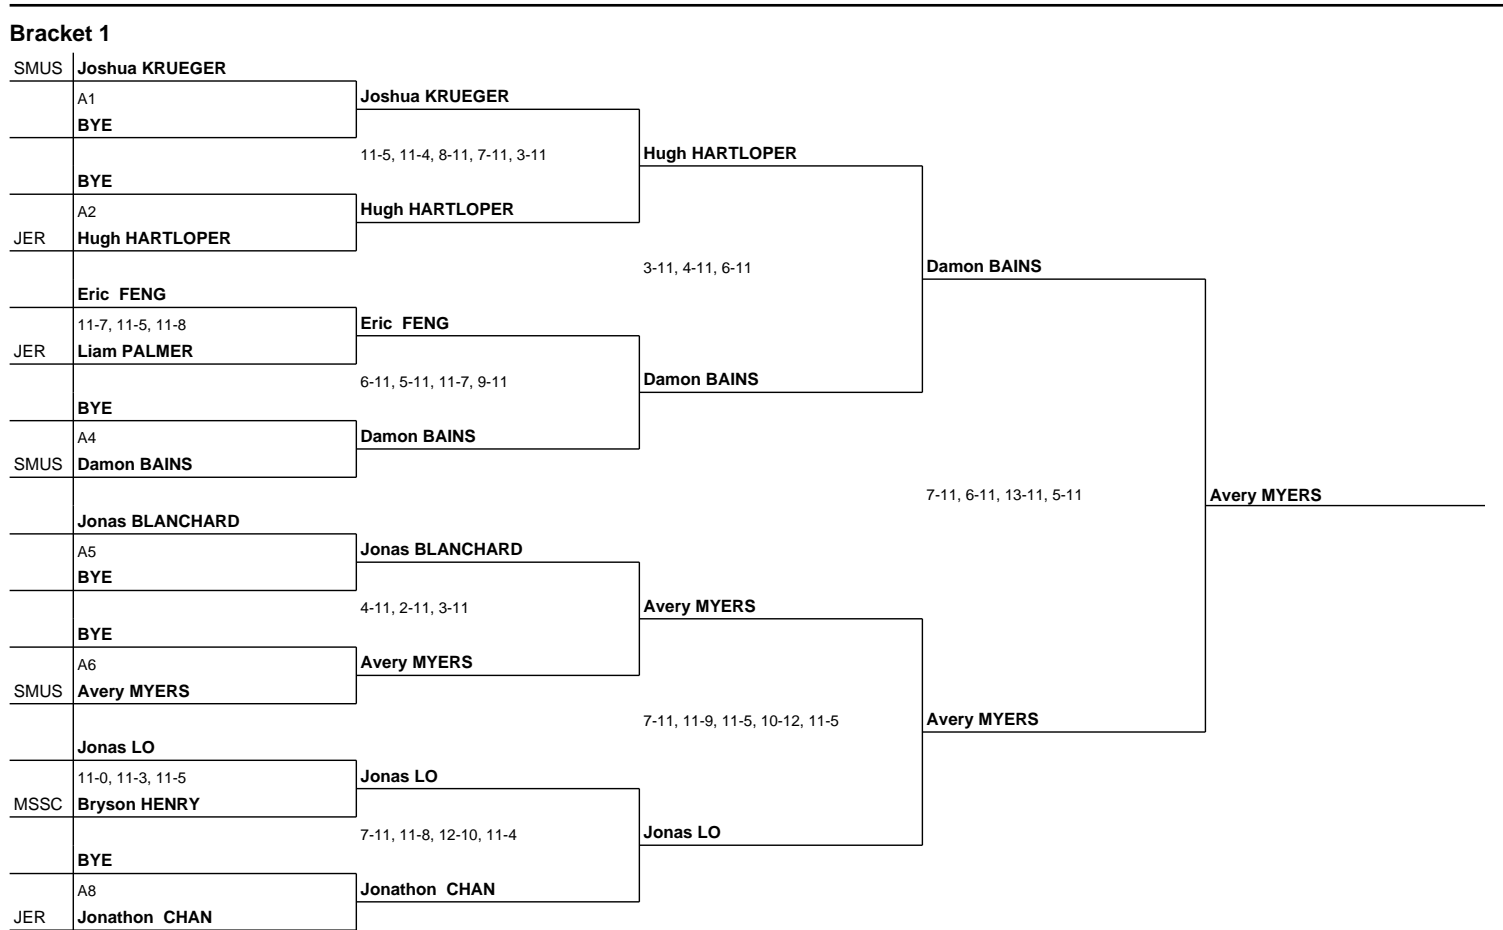 Bracket 1
SMUS Joshua KRUEGER
A1 Joshua KRUEGER
BYE
11-5, 11-4, 8-11, 7-11, 3-11 Hugh HARTLOPER
BYE
A2 Hugh HARTLOPER
JER Hugh HARTLOPER
3-11, 4-11, 6-11 Damon BAINS
Eric FENG
11-7, 11-5, 11-8 Eric FENG
JER Liam PALMER
6-11, 5-11, 11-7, 9-11 Damon BAINS
BYE
A4 Damon BAINS
SMUS Damon BAINS
7-11, 6-11, 13-11, 5-11 Avery MYERS
Jonas BLANCHARD
A5 Jonas BLANCHARD
BYE
4-11, 2-11, 3-11 Avery MYERS
BYE
A6 Avery MYERS
SMUS Avery MYERS
7-11, 11-9, 11-5, 10-12, 11-5 Avery MYERS
Jonas LO
11-0, 11-3, 11-5 Jonas LO
MSSC Bryson HENRY
7-11, 11-8, 12-10, 11-4 Jonas LO
BYE
A8 Jonathon CHAN
JER Jonathon CHAN